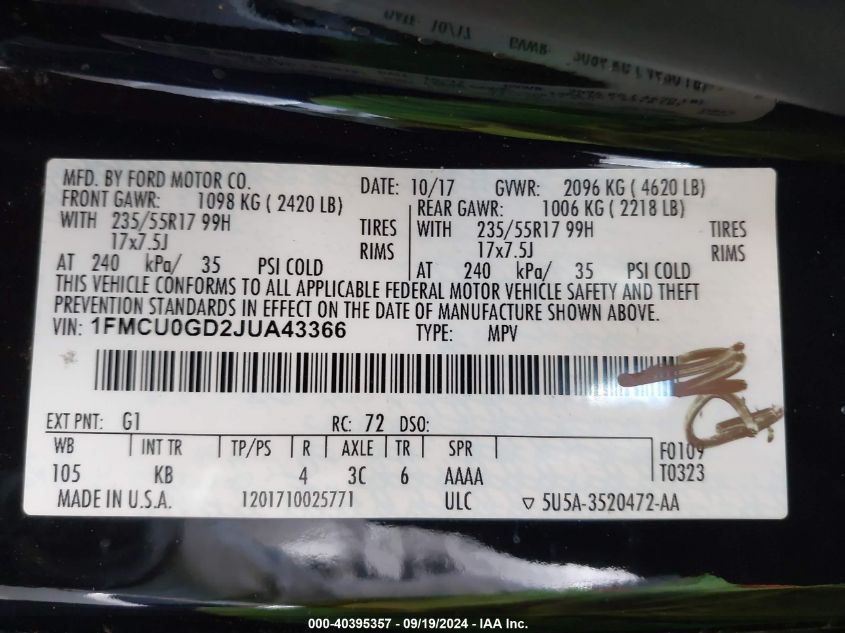 DATE: 10/17 GVWR:
MFD. BY FORD MOTOR CO. DATE: 10/17 GVWR: 2096 KG ( 4620 LB)
FRONT GAWR: 1098 KG ( 2420 LB) REAR GAWR: 1006 KG ( 2218 LB)
WITH 235/55R17 99H TIRES WITH 235/55R17 99H TIRES
17x7.5J RIMS 17x7.5J RIMS
AT 240 kPa/ 35 PSI COLD AT 240 kPa/ 35 PSI COLD
THIS VEHICLE CONFORMS TO ALL APPLICABLE FEDERAL MOTOR VEHICLE SAFETY AND THEFT
PREVENTION STANDARDS IN EFFECT ON THE DATE OF MANUFACTURE SHOWN ABOVE.
VIN: 1FMCU0GD2JUA43366 TYPE: MPV
EXT PNT: G1 RC: 72 DSO:
WB INT TR TP/PS R AXLE TR SPR F0109
105 KB 4 3C 6 AAAA T0323
MADE IN U.S.A. 1201710025771 ULC ▽ 5U5A-3520472-AA
000-40395357 - 09/19/2024 - IAA Inc.